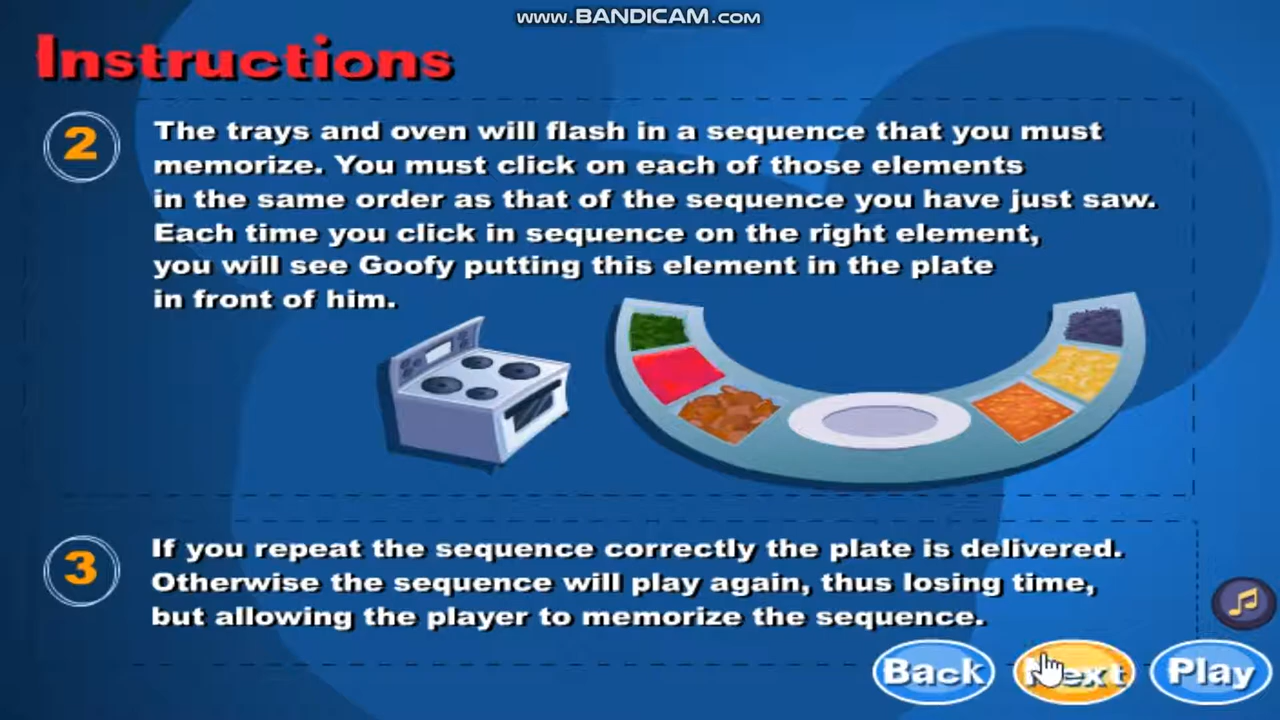 www.BANDICAM.com
Instructions
2
The trays and oven will flash in a sequence that you must
memorize. You must click on each of those elements
in the same order as that of the sequence you have just saw.
Each time you click in sequence on the right element,
you will see Goofy putting this element in the plate
in front of him.
3
If you repeat the sequence correctly the plate is delivered.
Otherwise the sequence will play again, thus losing time,
but allowing the player to memorize the sequence.
Back Next Play